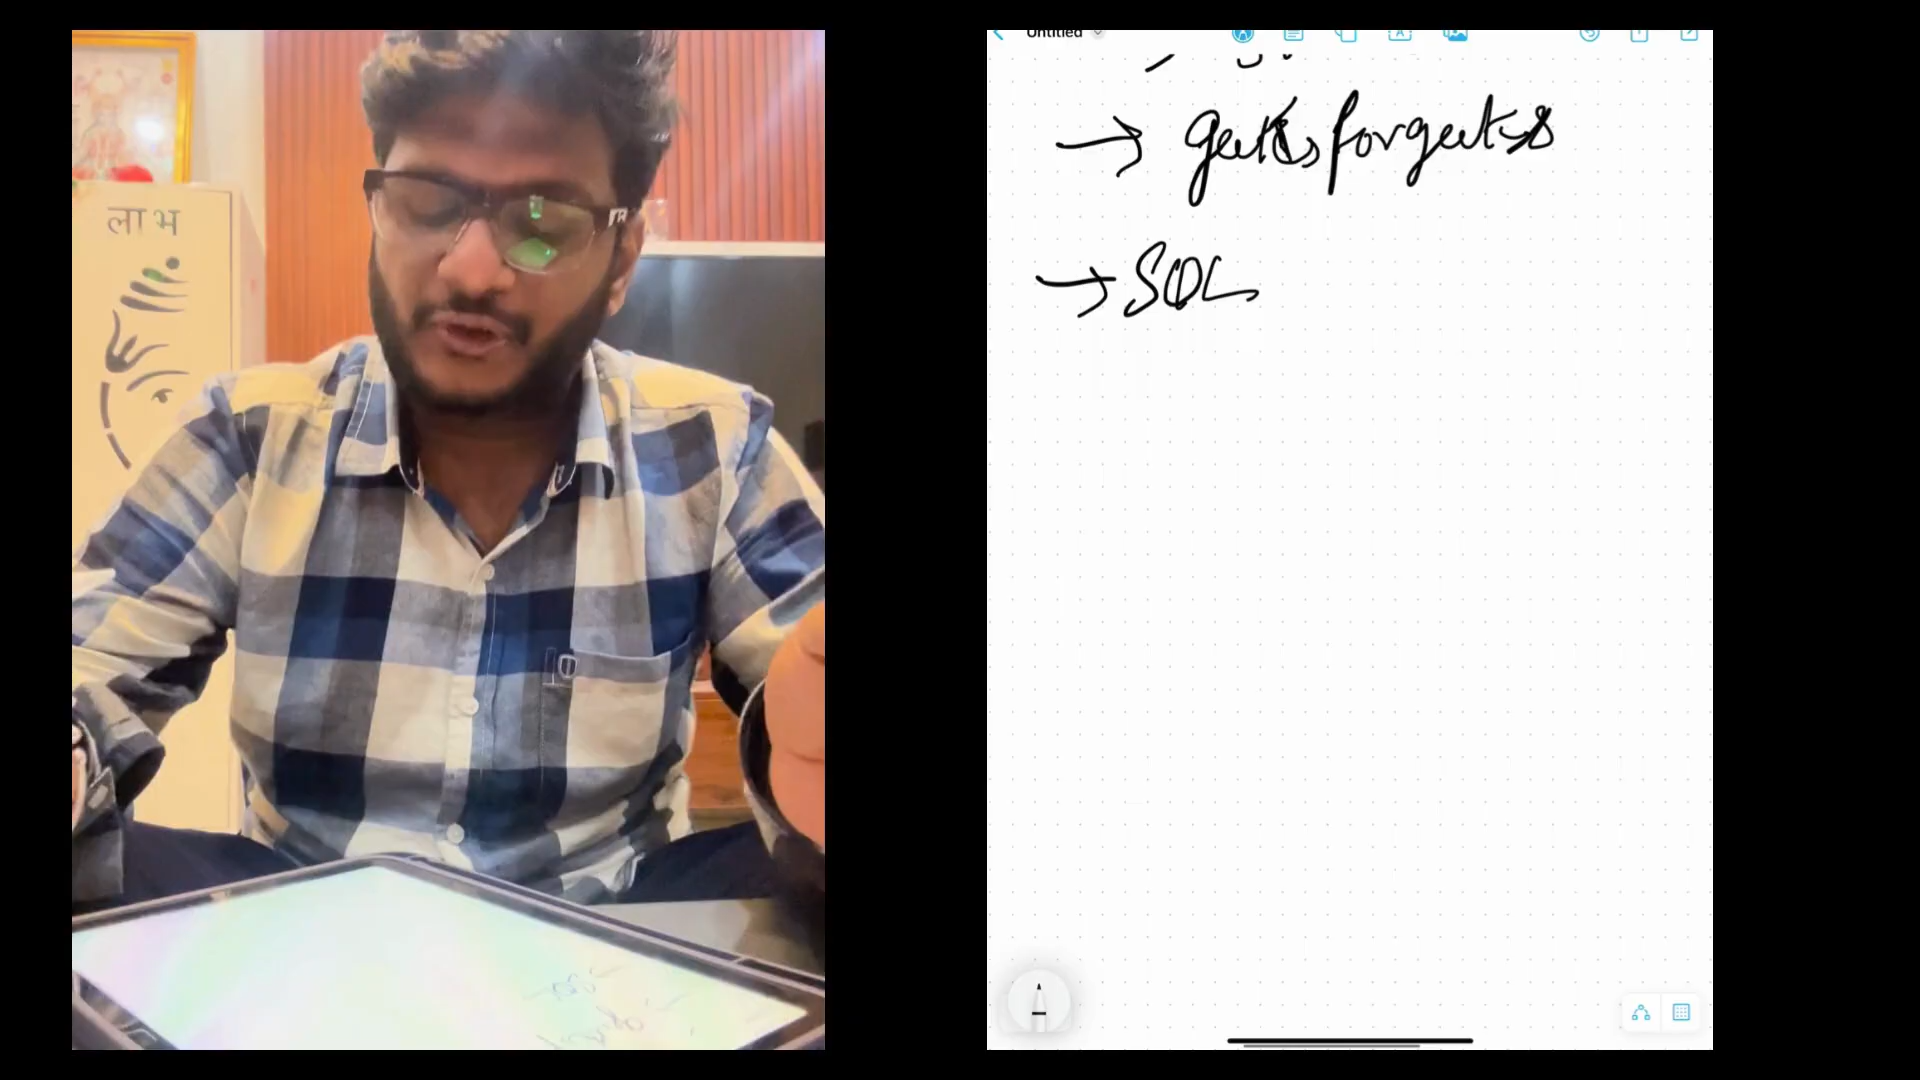 लाभ
Untitled
→ geeksforgeeks
→ SQL